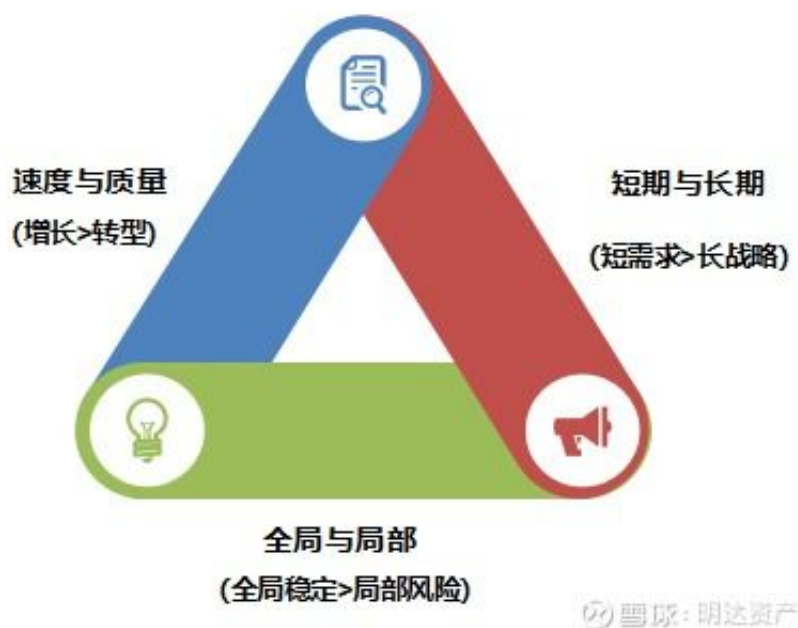 速度与质量
(增长>转型)
短期与长期
(短需求>长战略)
全局与局部
(全局稳定>局部风险)
雪球：明达资产